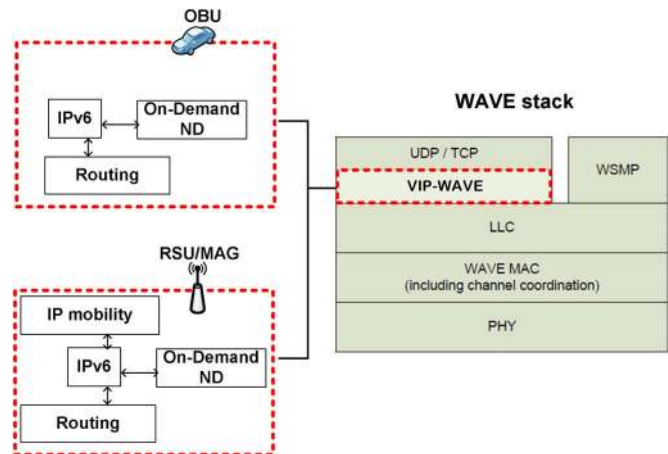 OBU
IPv6
On-Demand
ND
Routing
RSU/MAG
IP mobility
IPv6
On-Demand
ND
Routing
WAVE stack
UDP / TCP
WSMP
VIP-WAVE
LLC
WAVE MAC
(including channel coordination)
PHY